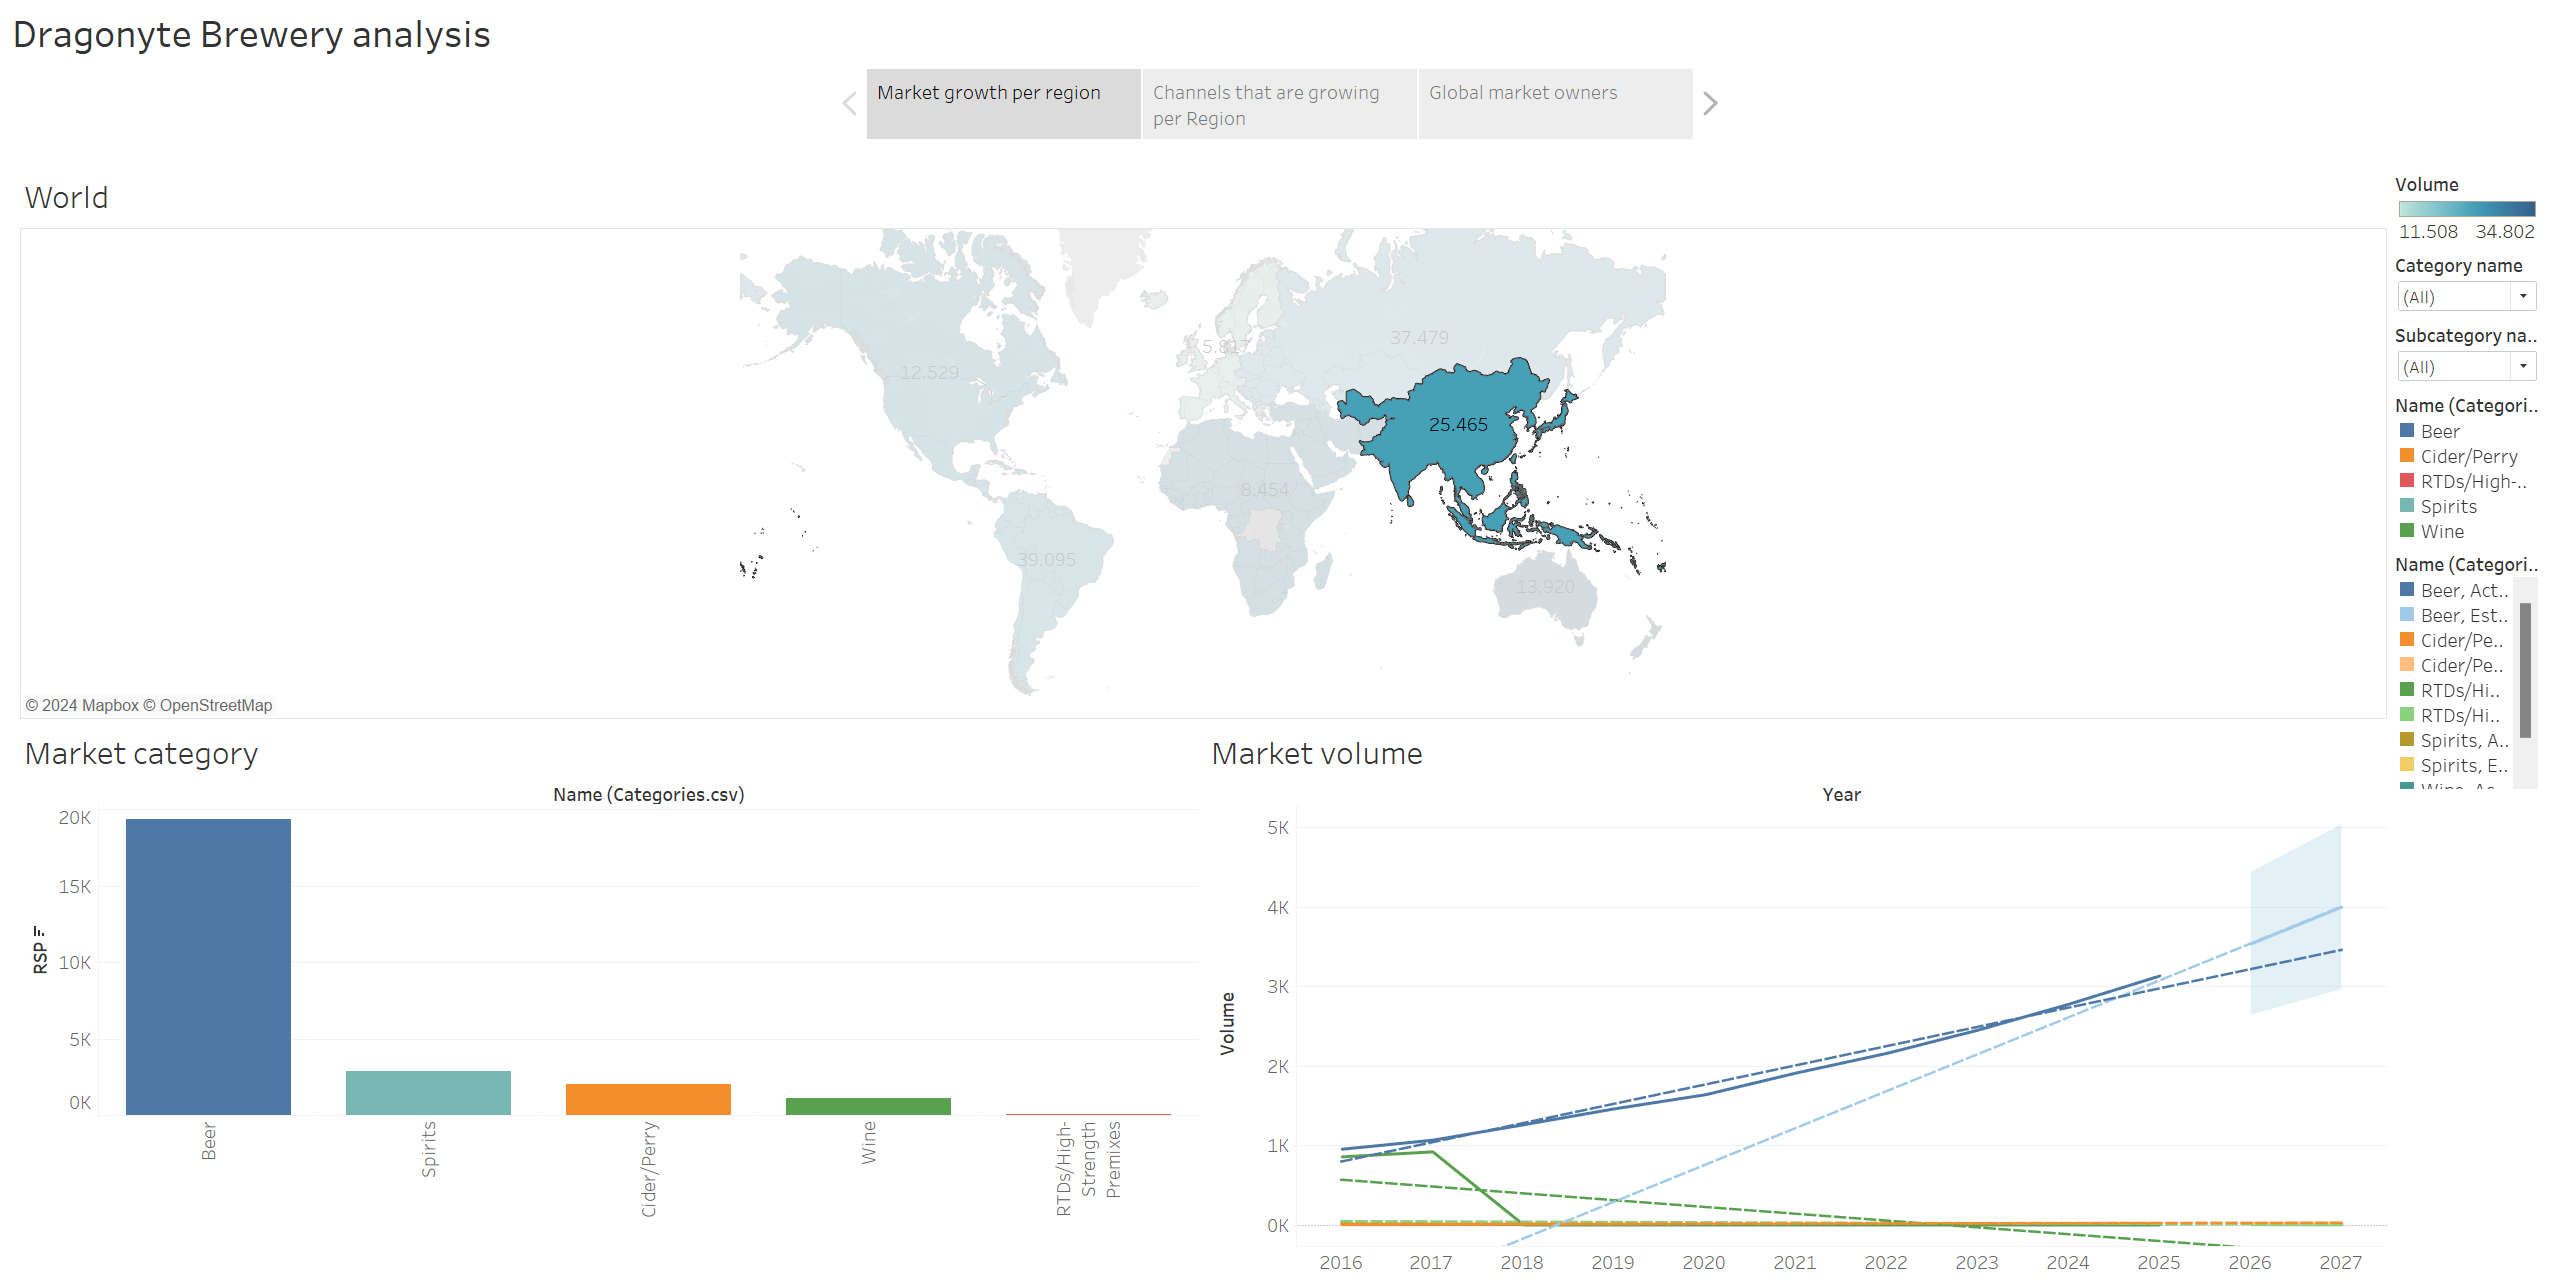 Dragonyte Brewery analysis
Market growth per region
Channels that are growing
per Region
Global market owners
World
12.529
5.817
37.479
25.465
8.454
39.095
13.920
© 2024 Mapbox © OpenStreetMap
Volume
11.508 34.802
Category name
(All)
Subcategory na..
(All)
Name (Categori..
Beer
Cider/Perry
RTDs/High-..
Spirits
Wine
Name (Categori..
Beer, Act..
Beer, Est..
Cider/Pe..
Cider/Pe..
RTDs/Hi..
RTDs/Hi..
Spirits, A..
Spirits, E..
Market category
Name (Categories.csv)
RSP
20K
15K
10K
5K
0K
Beer
Spirits
Cider/Perry
Wine
RTDs/High-
Strength
Premixes
Market volume
Year
Volume
5K
4K
3K
2K
1K
0K
2016 2017 2018 2019 2020 2021 2022 2023 2024 2025 2026 2027